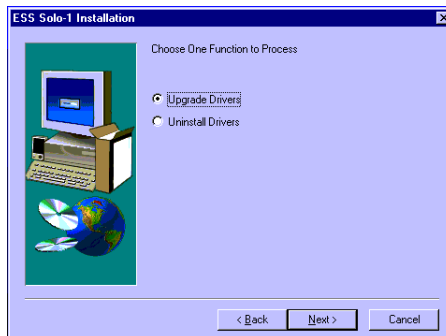 ESS Solo-1 Installation
Choose One Function to Process
Upgrade Drivers
Uninstall Drivers
< Back
Next >
Cancel